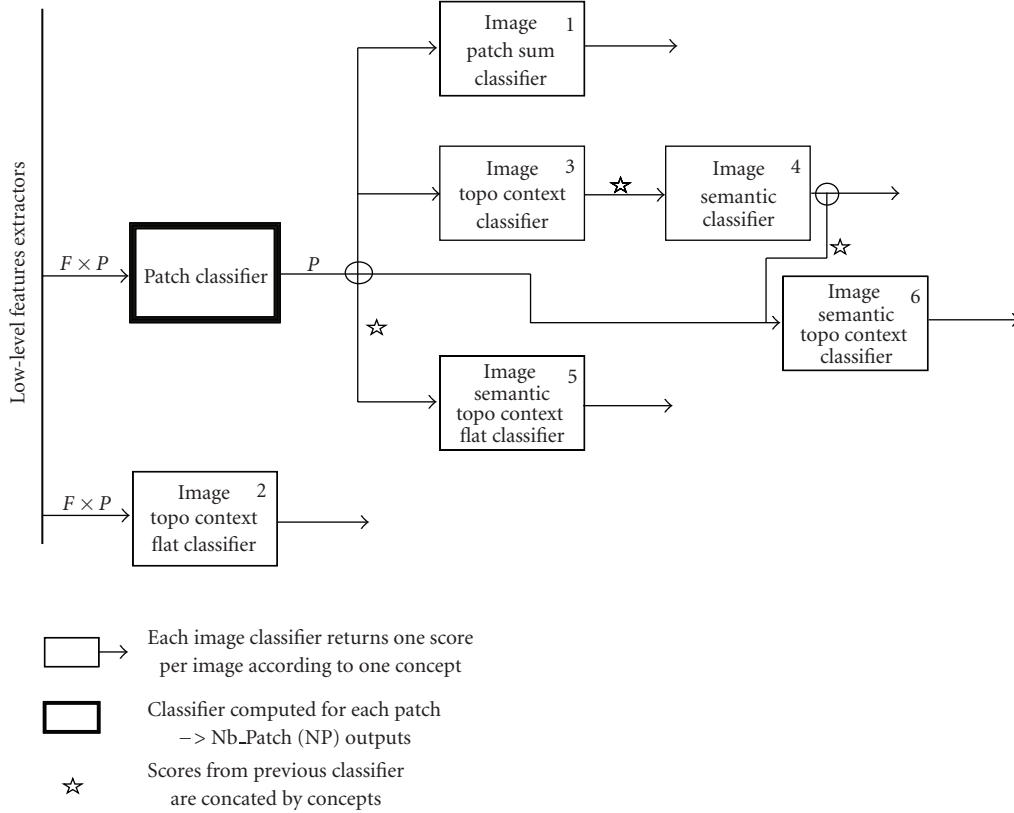 Low-level features extractors
Image 1
patch sum
classifier
Image 3
topo context
classifier
Image 4
semantic
classifier
F × P
Patch classifier
P
Image 6
semantic
topo context
classifier
Image 5
semantic
topo context
flat classifier
F × P
Image 2
topo context
flat classifier
Each image classifier returns one score
per image according to one concept
Classifier computed for each patch
−> Nb_Patch (NP) outputs
Scores from previous classifier
are concated by concepts